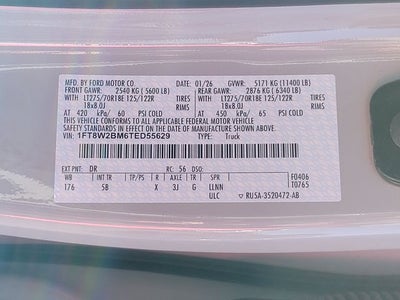 MFD. BY FORD MOTOR CO. 01/26 GVWR: 5171 KG (11400 LB)
FRONT GAWR: 2540 KG (5600 LB) REAR GAWR: 2876 KG (6340 LB)
WITH LT275/70R18E 125/122R TIRES WITH LT275/70R18E 125/122R TIRES
18x8.0J RIMS 18x8.0J RIMS
AT 420 kPa/ 60 PSI COLD AT 450 kPa/ 65 PSI COLD
THIS VEHICLE CONFORMS TO ALL APPLICABLE FEDERAL MOTOR VEHICLE
SAFETY STANDARDS IN EFFECT ON THE DATE OF MANUFACTURE SHOWN ABOVE.
VIN: 1FT8W2BM6TED55629 TYPE: Truck
EXT PNT: DR RC: 56 DSO:
WB INT TR TP/PS R AXLE TR SPR F0406
176 SB X 3J G LLNN T0765
ULC RU5A-3520472-AB